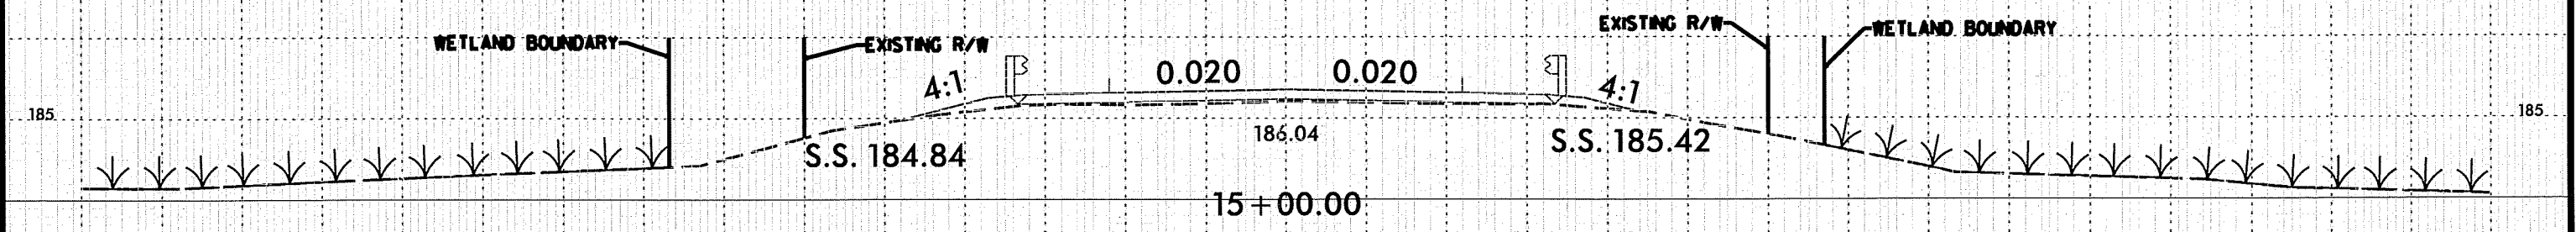 WETLAND BOUNDARY
EXISTING R/W
EXISTING R/W
WETLAND BOUNDARY
4:1
0.020
0.020
4:1
185
185
S.S. 184.84
186.04
S.S. 185.42
15+00.00